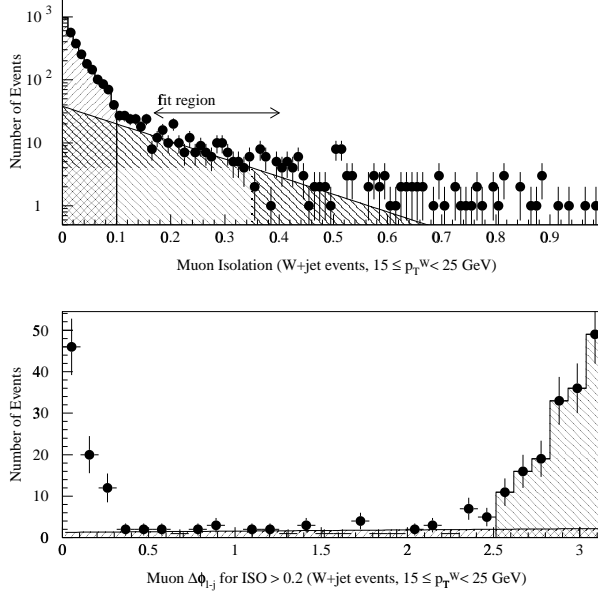 10 3
10 2
10
1
Number of Events
fit region
0 0.1 0.2 0.3 0.4 0.5 0.6 0.7 0.8 0.9
Muon Isolation (W+jet events, 15 ≤ pTW< 25 GeV)
50
40
30
20
10
0
Number of Events
0 0.5 1 1.5 2 2.5 3
Muon Δϕl-j for ISO > 0.2 (W+jet events, 15 ≤ pTW< 25 GeV)